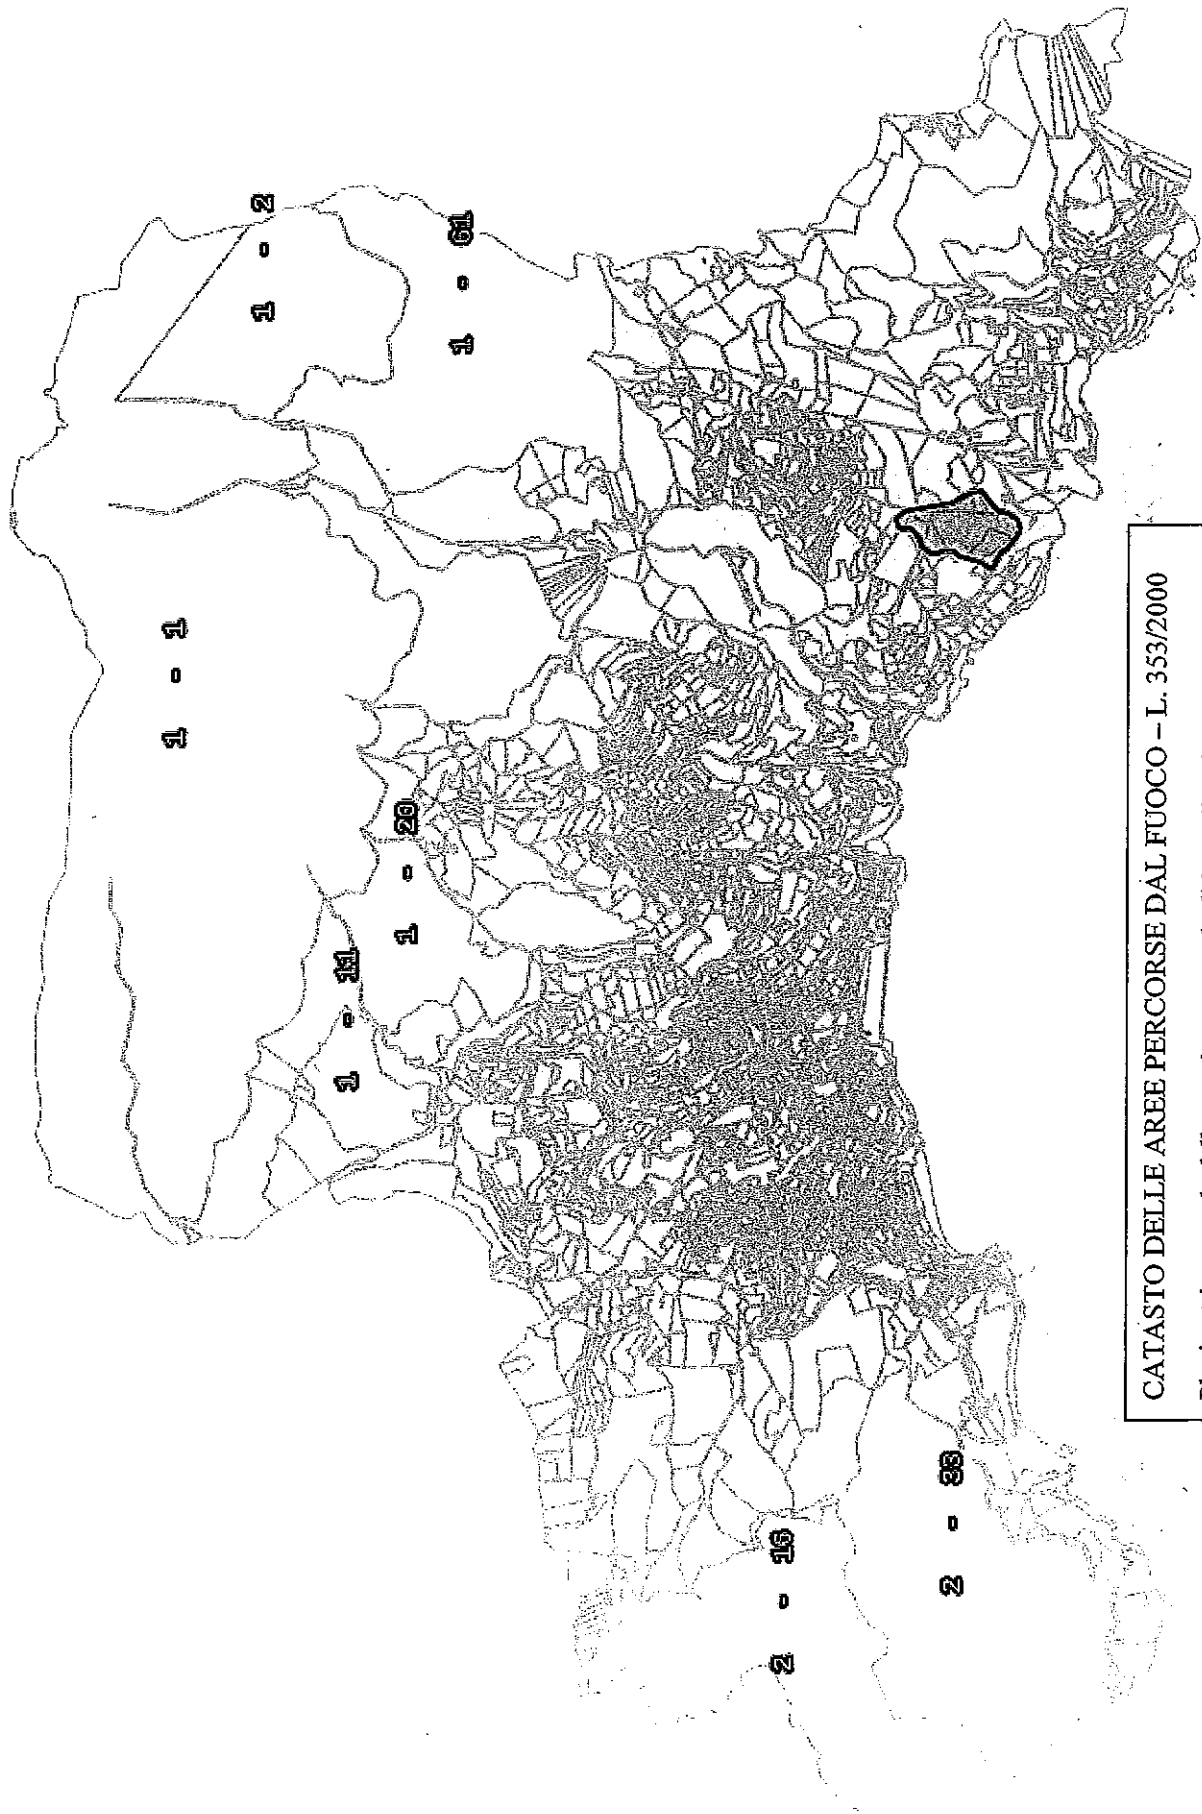 1 - 1
1 - 2
1 - 61
1 - 20
1 - 11
2 - 16
2 - 33
CATASTO DELLE AREE PERCORSE DAL FUOCO – L. 353/2000